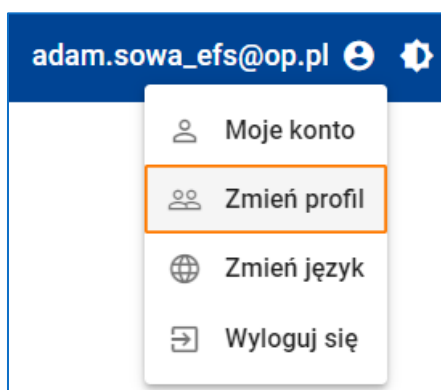 adam.sowa_efs@op.pl
Moje konto
Zmień profil
Zmień język
Wyloguj się